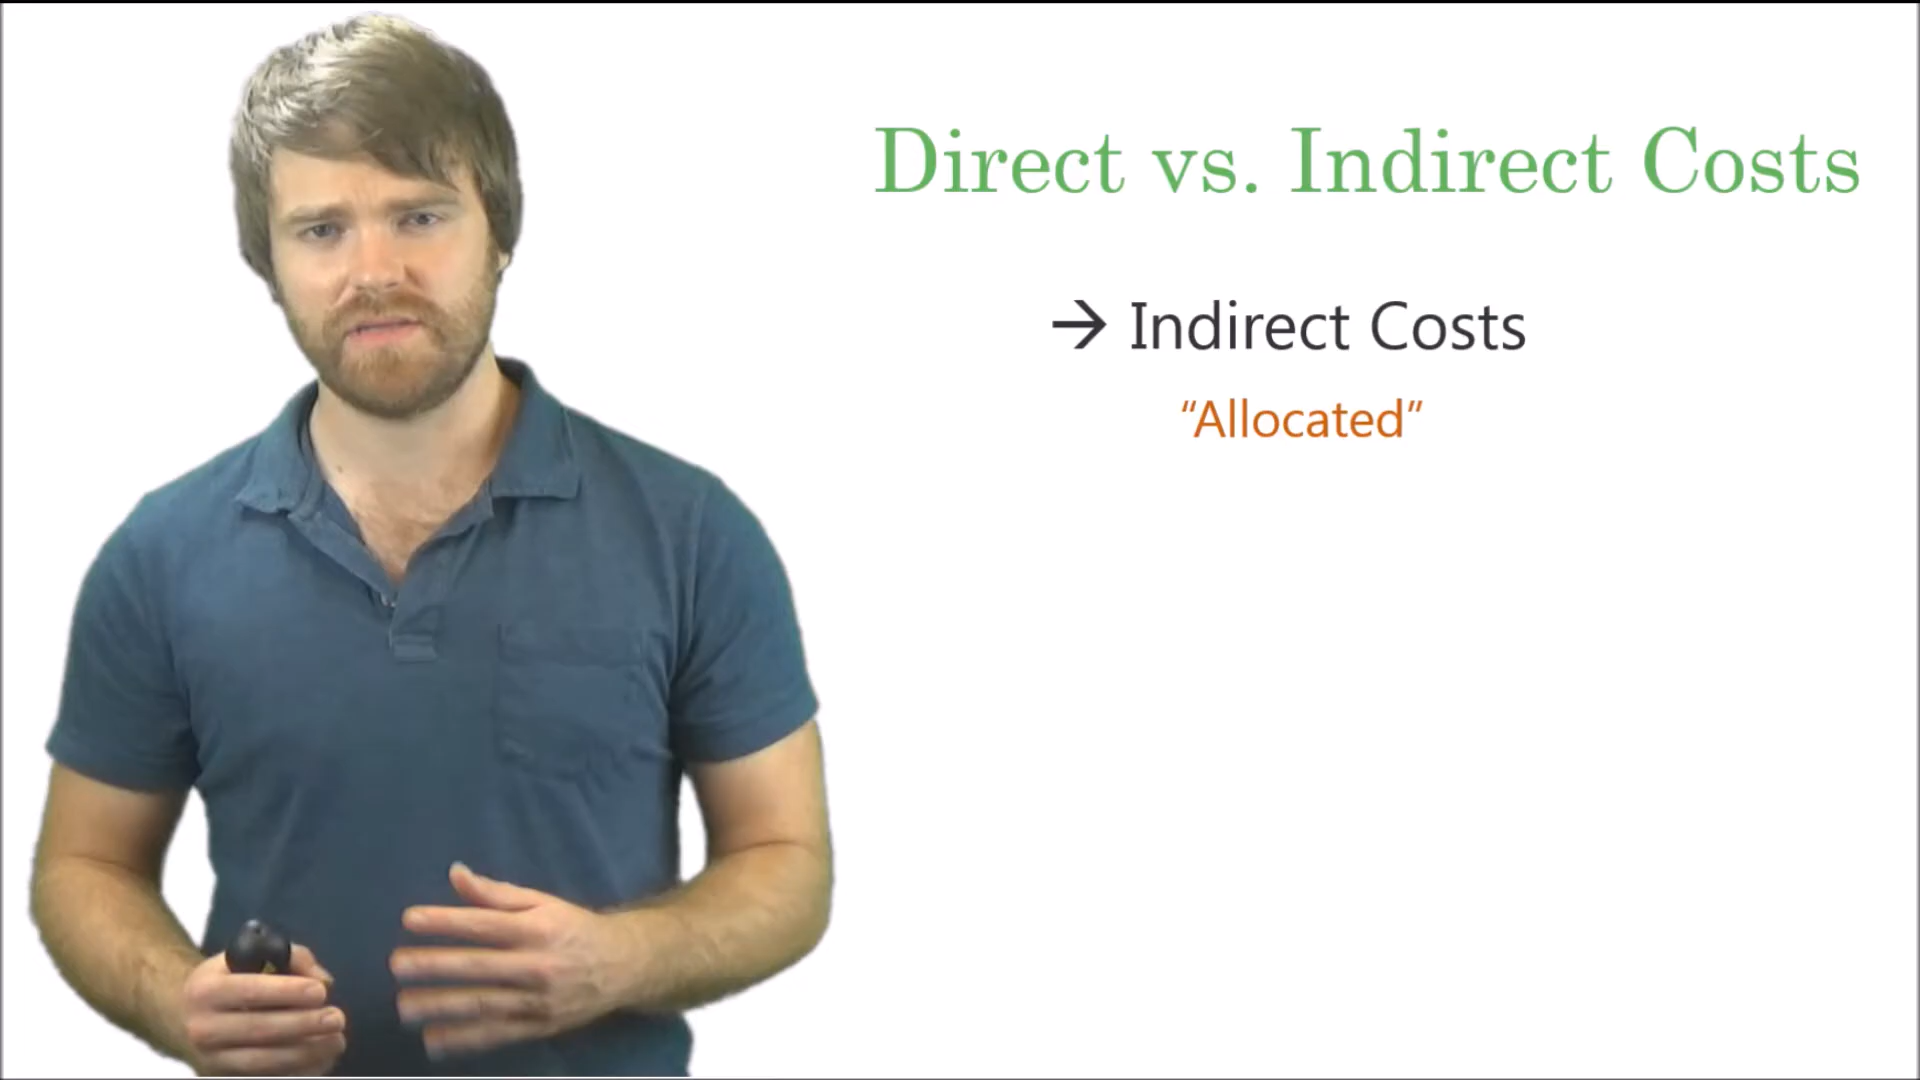 Direct vs. Indirect Costs
→ Indirect Costs
“Allocated”